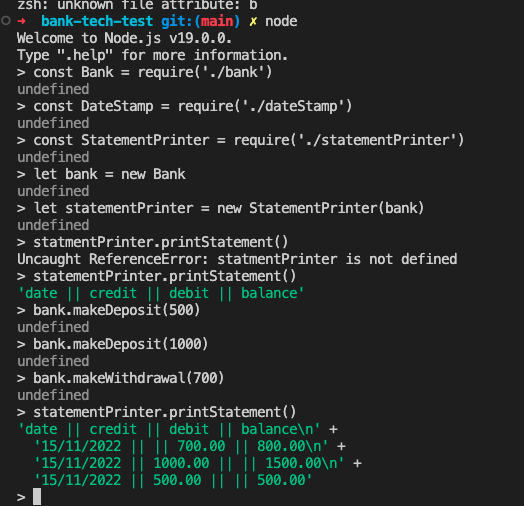 zsh: unknown file attribute: b
➜ bank-tech-test git:(main) ✗ node
Welcome to Node.js v19.0.0.
Type ".help" for more information.
> const Bank = require('./bank')
undefined
> const DateStamp = require('./dateStamp')
undefined
> const StatementPrinter = require('./statementPrinter')
undefined
> let bank = new Bank
undefined
> let statementPrinter = new StatementPrinter(bank)
undefined
> statmentPrinter.printStatement()
Uncaught ReferenceError: statmentPrinter is not defined
> statementPrinter.printStatement()
'date || credit || debit || balance'
> bank.makeDeposit(500)
undefined
> bank.makeDeposit(1000)
undefined
> bank.makeWithdrawal(700)
undefined
> statementPrinter.printStatement()
'date || credit || debit || balance\n' +
'15/11/2022 || || 700.00 || 800.00\n' +
'15/11/2022 || 1000.00 || || 1500.00\n' +
'15/11/2022 || 500.00 || || 500.00'
>